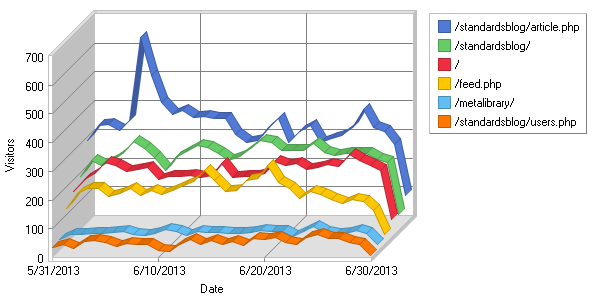 /standardsblog/article.php
/standardsblog/
/
/feed.php
/metalibrary/
/standardsblog/users.php
700
600
500
400
300
200
100
0
Visitors
5/31/2013 6/10/2013 6/20/2013 6/30/2013
Date